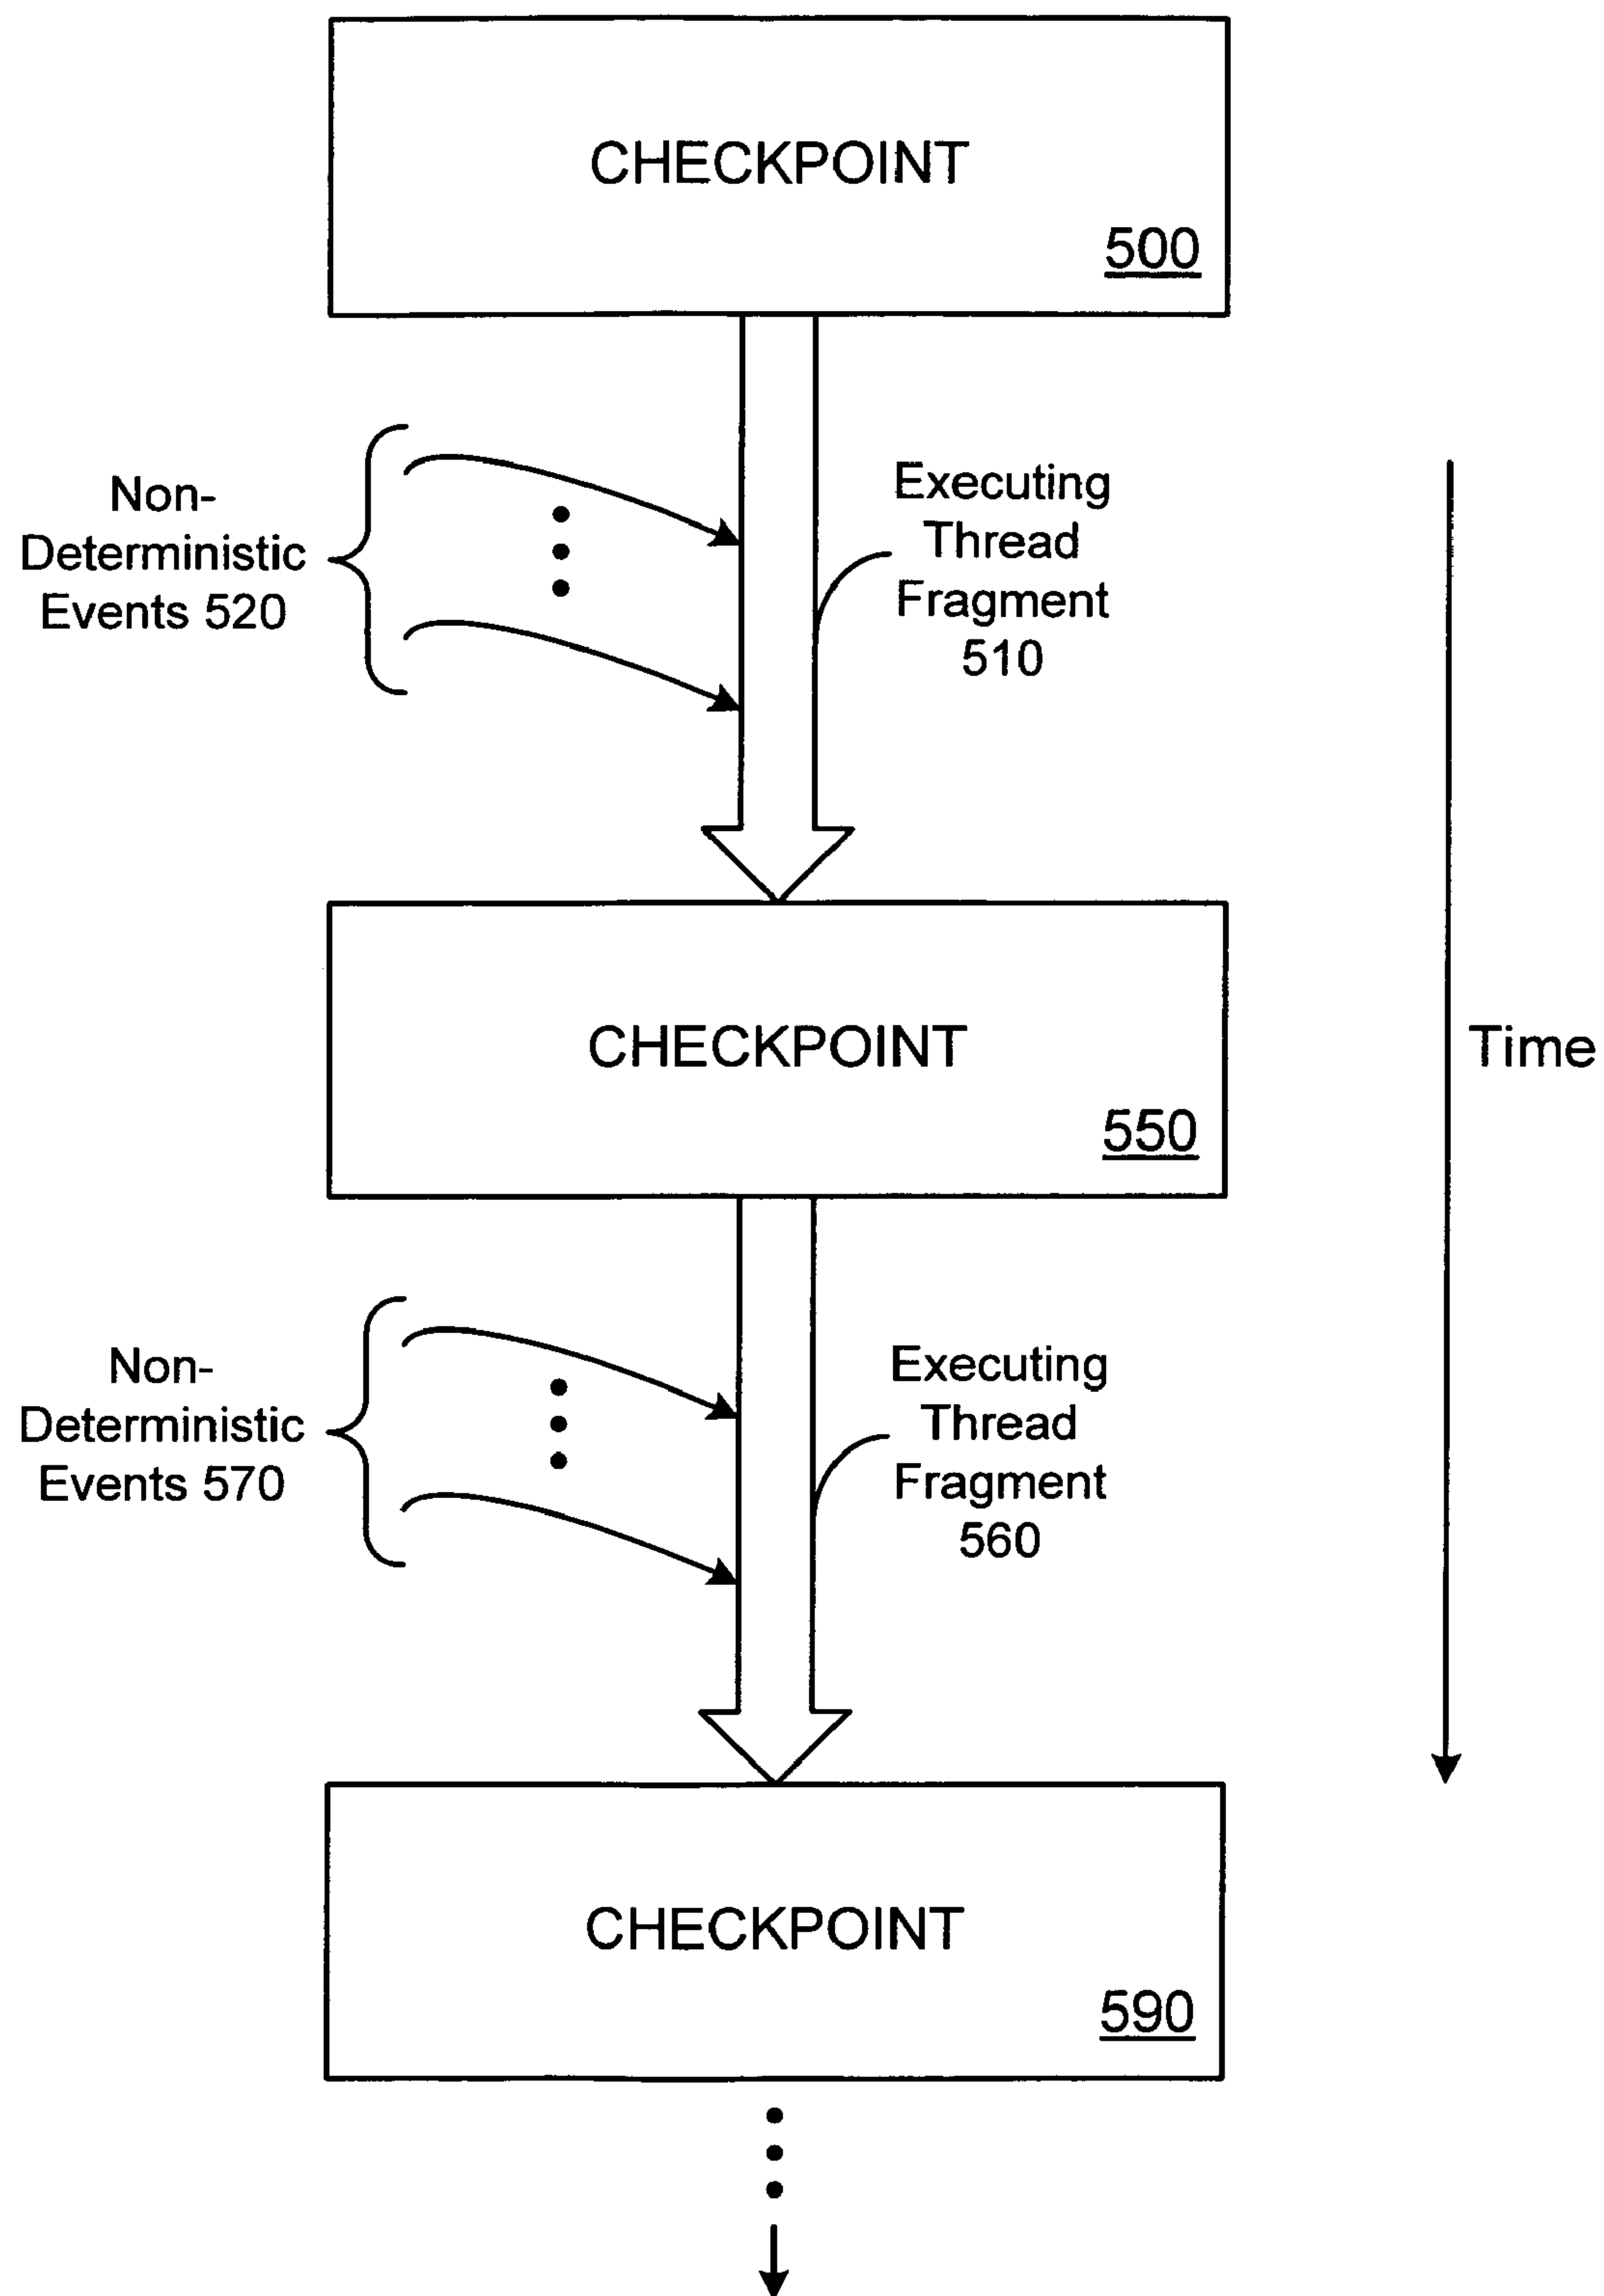 CHECKPOINT
500
Non-
Deterministic
Events 520
Executing
Thread
Fragment
510
CHECKPOINT
550
Time
Non-
Deterministic
Events 570
Executing
Thread
Fragment
560
CHECKPOINT
590